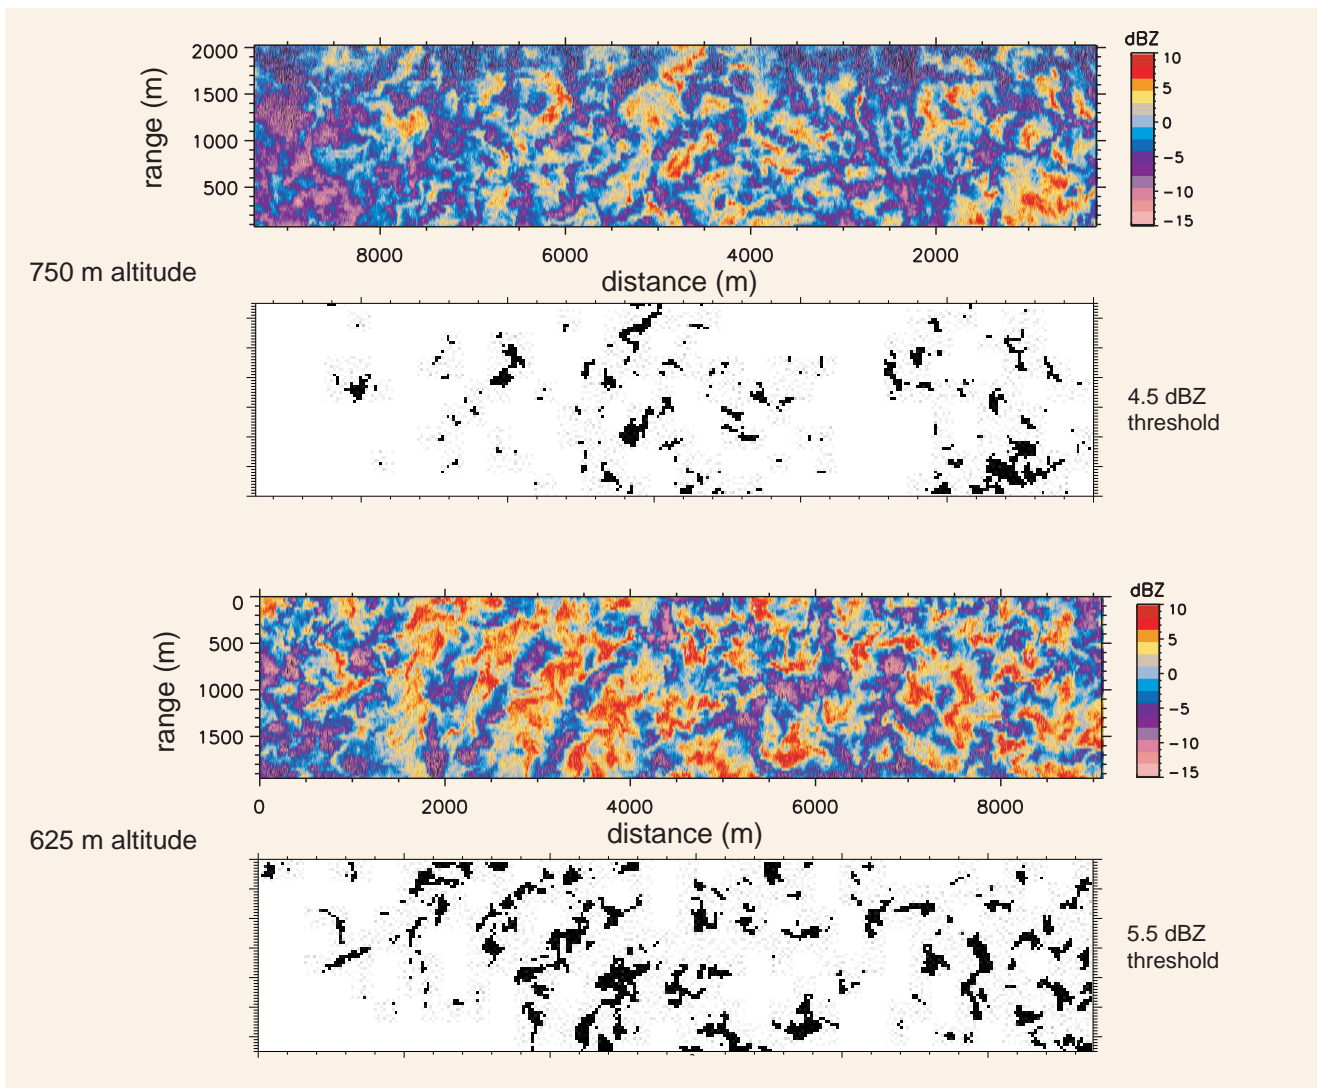 dBZ
2000
1500
1000
500
range (m)
10
5
0
−5
−10
−15
8000 6000 4000 2000
distance (m)
750 m altitude
4.5 dBZ
threshold
dBZ
0
500
1000
1500
range (m)
10
5
0
−5
−10
−15
0 2000 4000 6000 8000
distance (m)
625 m altitude
5.5 dBZ
threshold